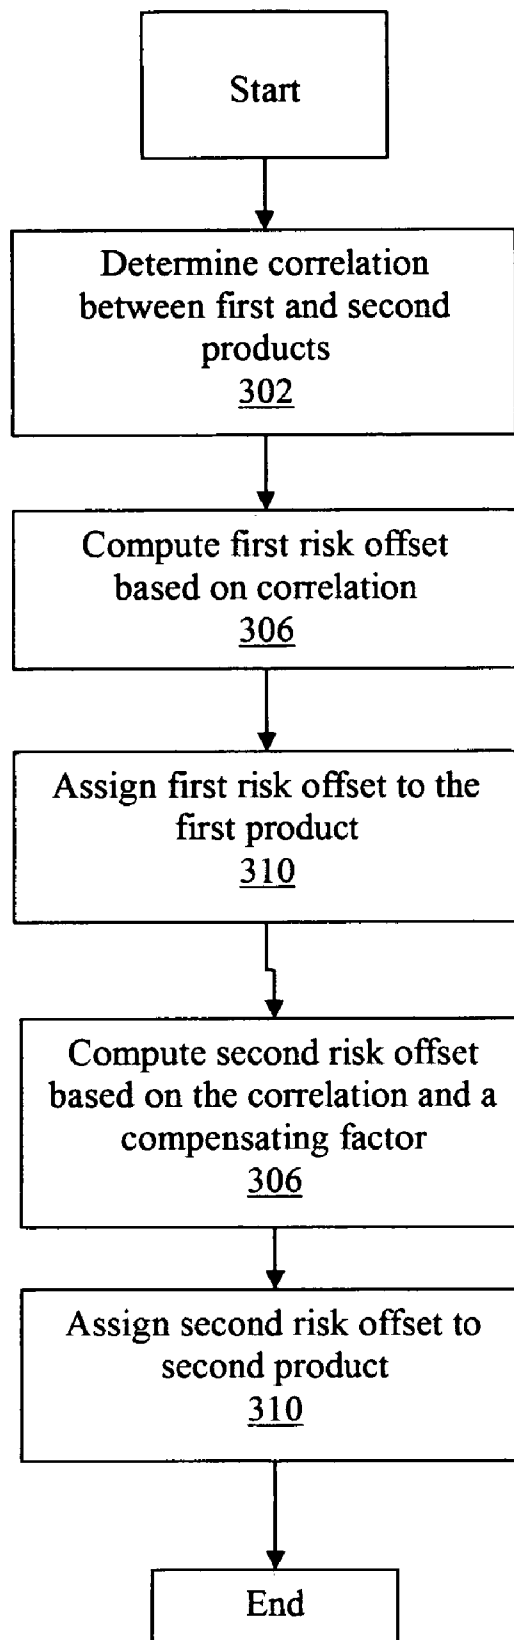 Start
Determine correlation
between first and second
products
302
Compute first risk offset
based on correlation
306
Assign first risk offset to the
first product
310
Compute second risk offset
based on the correlation and a
compensating factor
306
Assign second risk offset to
second product
310
End